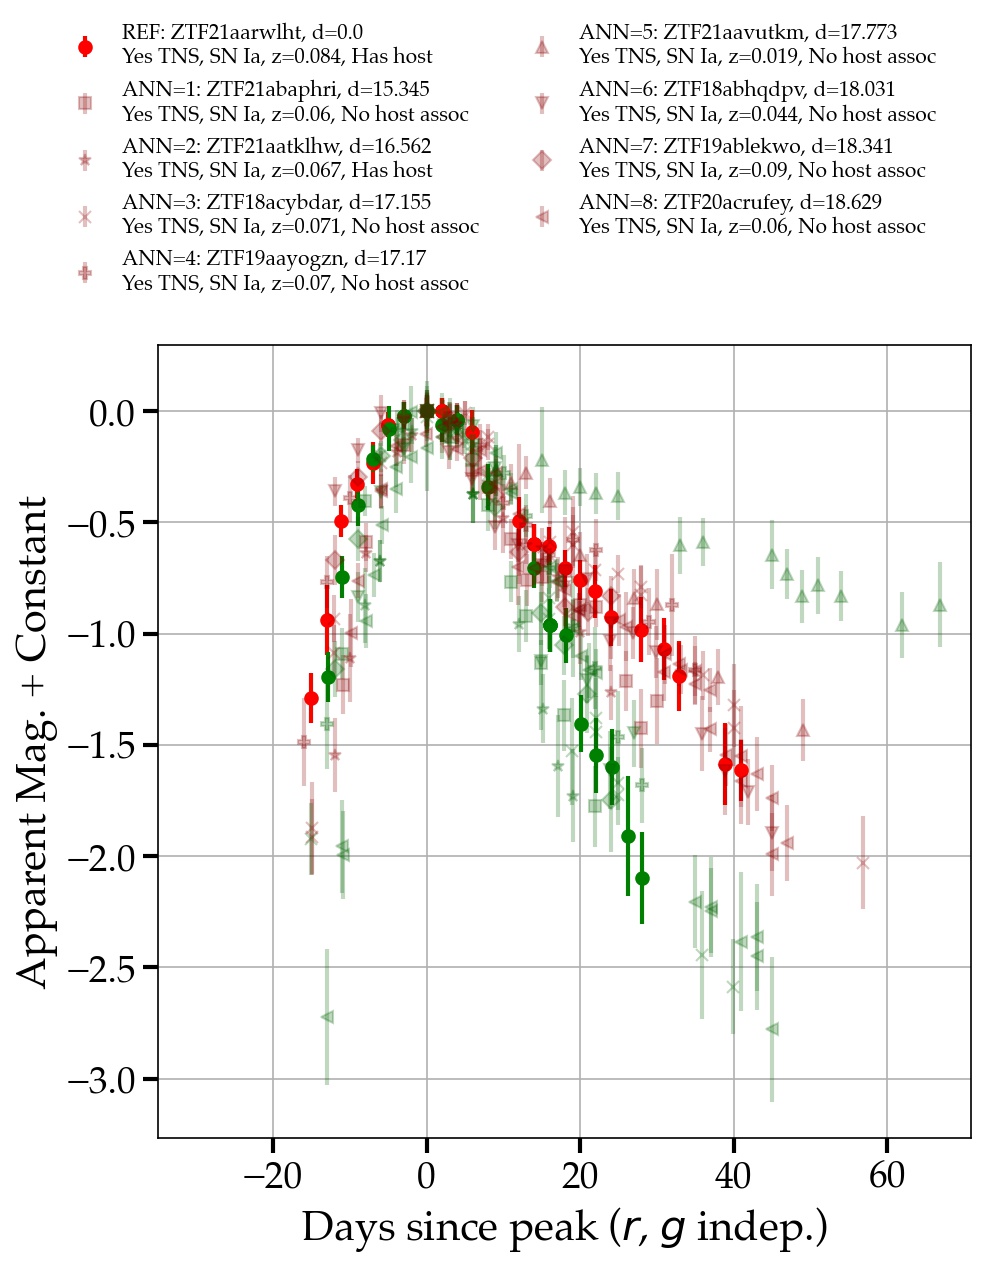 REF: ZTF21aarwlht, d=0.0
Yes TNS, SN Ia, z=0.084, Has host
ANN=1: ZTF21abaphri, d=15.345
Yes TNS, SN Ia, z=0.06, No host assoc
ANN=2: ZTF21aatklhw, d=16.562
Yes TNS, SN Ia, z=0.067, Has host
ANN=3: ZTF18acybdar, d=17.155
Yes TNS, SN Ia, z=0.071, No host assoc
ANN=4: ZTF19aayogzn, d=17.17
Yes TNS, SN Ia, z=0.07, No host assoc
ANN=5: ZTF21aavutkm, d=17.773
Yes TNS, SN Ia, z=0.019, No host assoc
ANN=6: ZTF18abhqdpv, d=18.031
Yes TNS, SN Ia, z=0.044, No host assoc
ANN=7: ZTF19ablekwo, d=18.341
Yes TNS, SN Ia, z=0.09, No host assoc
ANN=8: ZTF20acrufey, d=18.629
Yes TNS, SN Ia, z=0.06, No host assoc
Apparent Mag. + Constant
0.0
−0.5
−1.0
−1.5
−2.0
−2.5
−3.0
−20
0
20
40
60
Days since peak (r, g indep.)